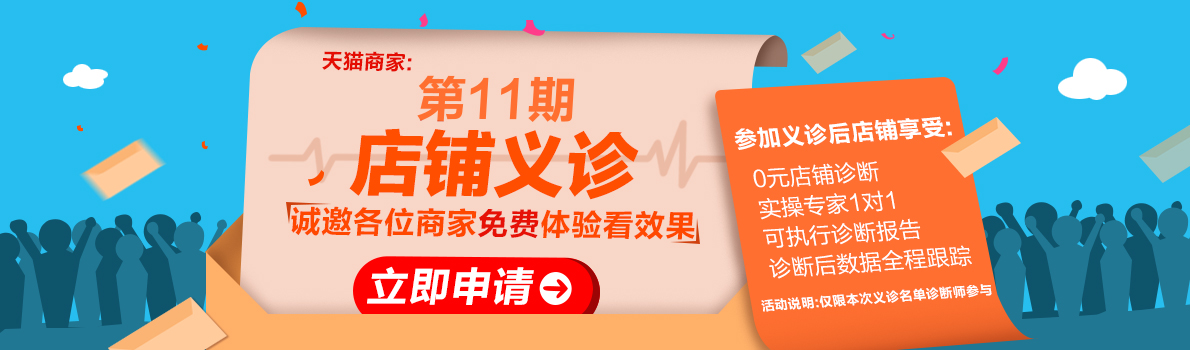 天猫商家:
第11期
店铺义诊
诚邀各位商家免费体验看效果
立即申请
参加义诊后店铺享受:
0元店铺诊断
实操专家1对1
可执行诊断报告
诊断后数据全程跟踪
活动说明:仅限本次义诊名单诊断师参与